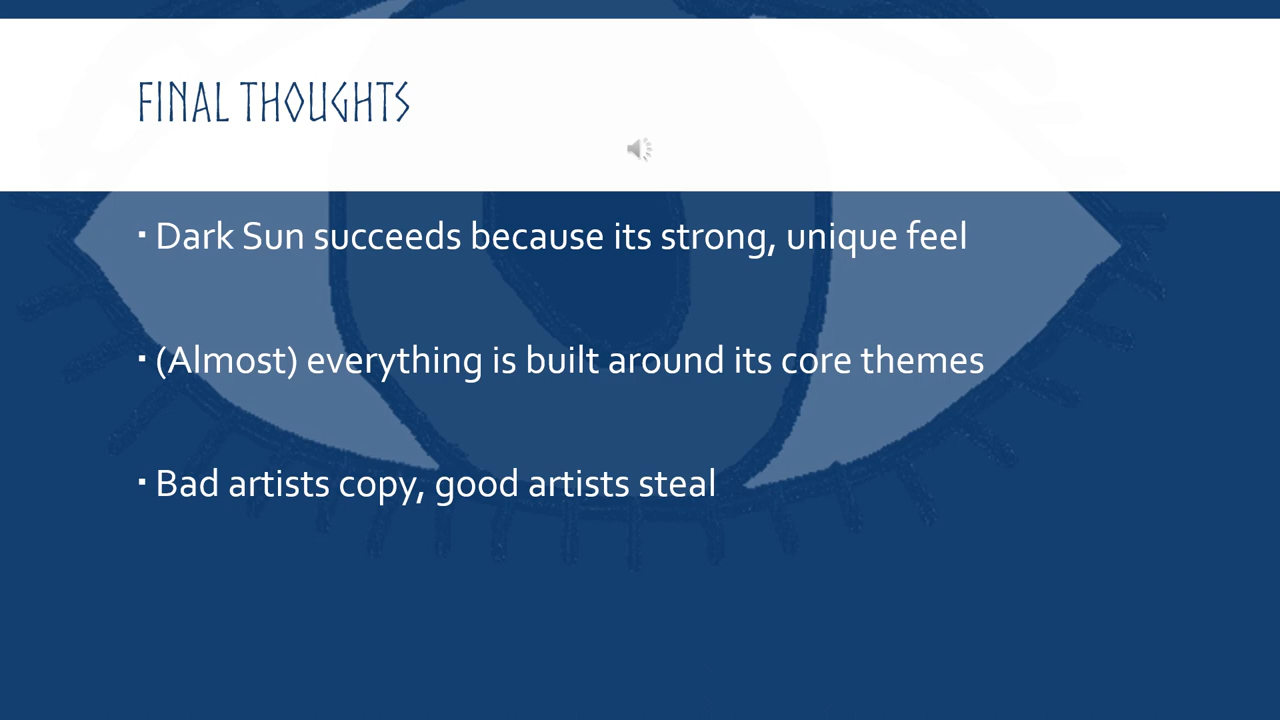 FINAL THOUGHTS
▪ Dark Sun succeeds because its strong, unique feel
▪ (Almost) everything is built around its core themes
▪ Bad artists copy, good artists steal